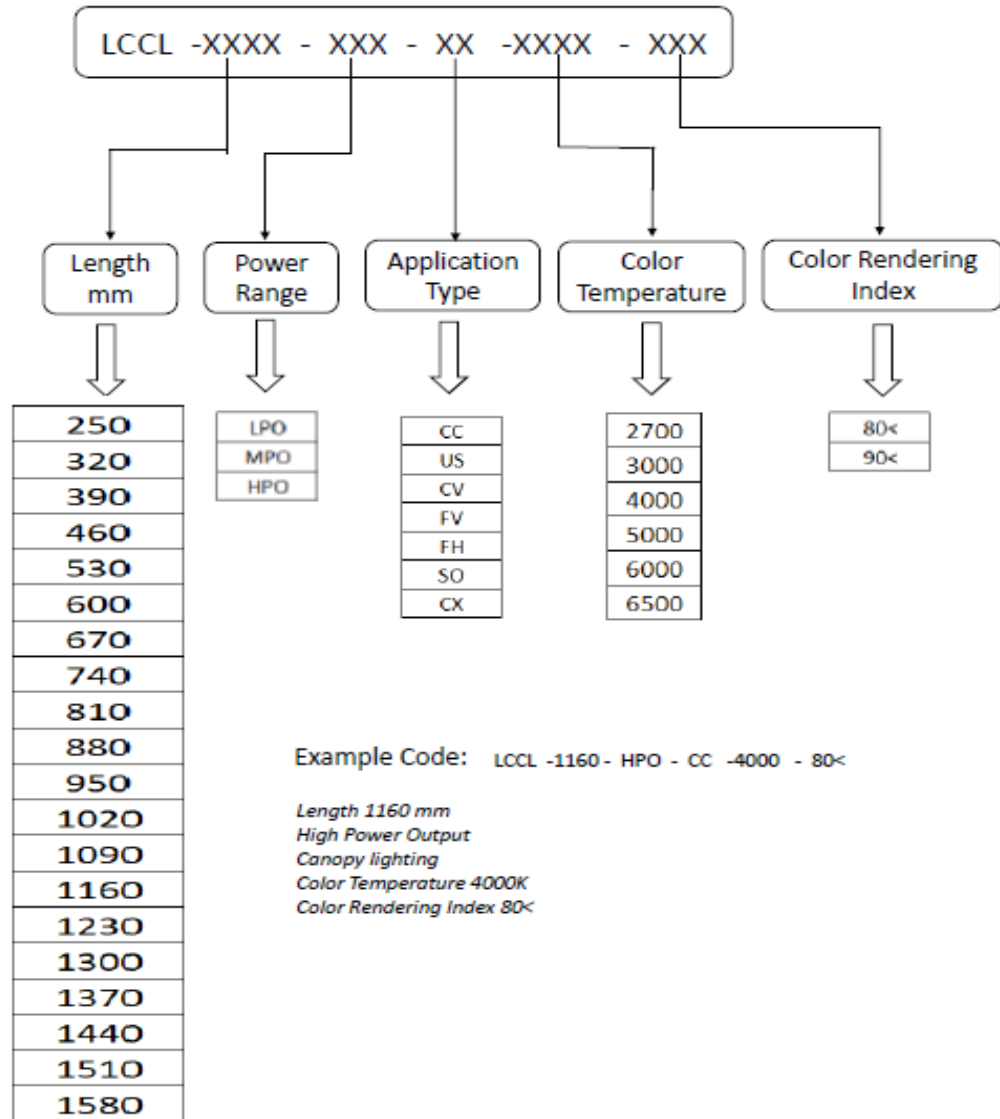 LCCL -XXXX - XXX - XX -XXXX - XXX
Length
mm
Power
Range
Application
Type
Color
Temperature
Color Rendering
Index
250
320
390
460
530
600
670
740
810
880
950
1020
1090
1160
1230
1300
1370
1440
1510
1580
LPO
MPO
HPO
CC
US
CV
FV
FH
SO
CX
2700
3000
4000
5000
6000
6500
80<
90<
Example Code: LCCL -1160 - HPO - CC -4000 - 80<
Length 1160 mm
High Power Output
Canopy lighting
Color Temperature 4000K
Color Rendering Index 80<